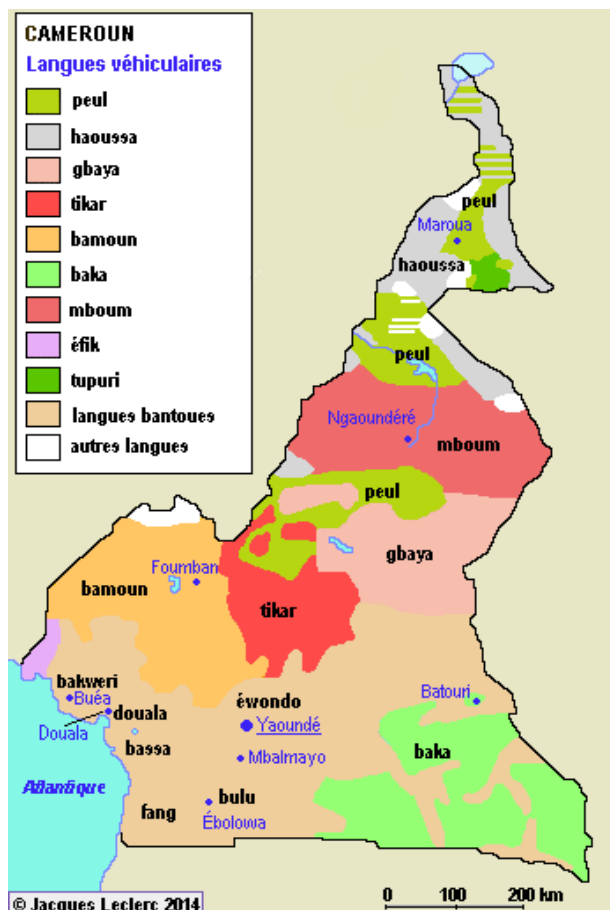 CAMEROUN
Langues véhiculaires
peul
haoussa
gbaya
tikar
bamoun
baka
mboum
éfik
tupuri
langues bantoues
autres langues
peul
Maroua
haoussa
peul
Ngaoundéré
mboum
peul
gbaya
Foumban
bamoun
tikar
bakweri
Buéa
éwondo
Batouri
douala
Douala
Yaoundé
bassa
baka
Mbalmayo
Atlantique
bulu
fang
Ébolowa
0 100 200 km
© Jacques Leclerc 2014